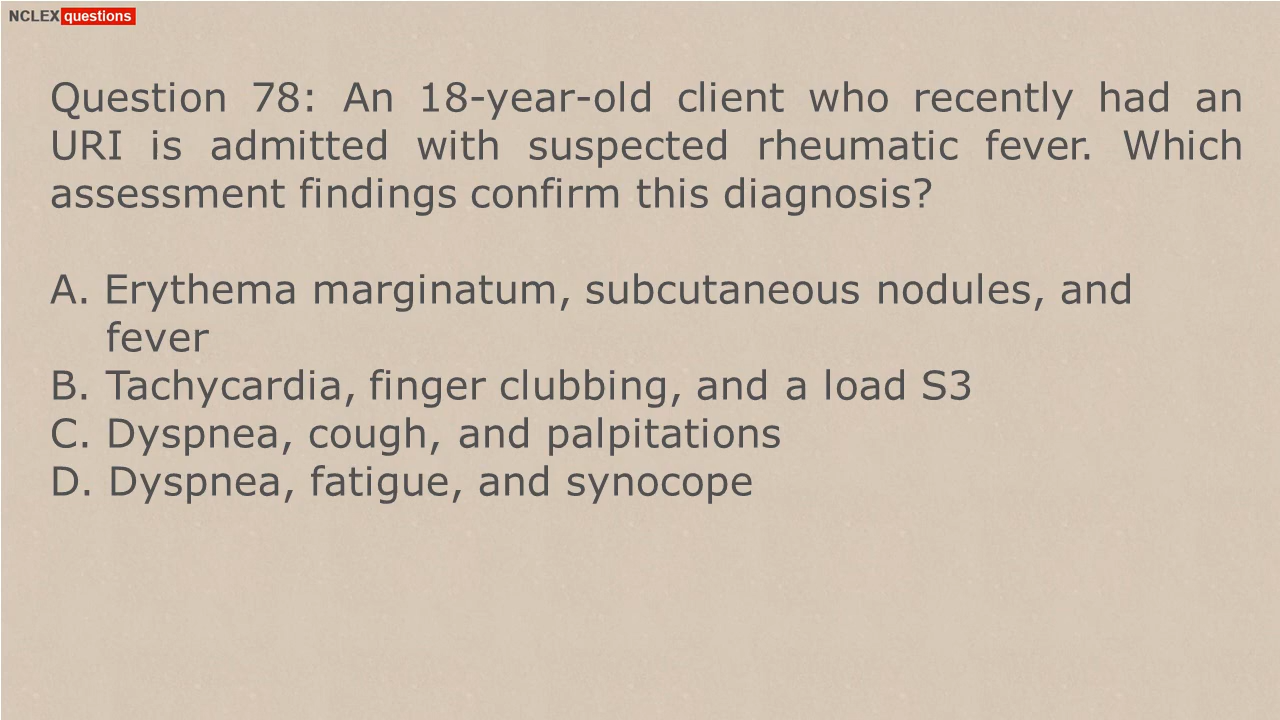 NCLEX questions
Question 78: An 18-year-old client who recently had an
URI is admitted with suspected rheumatic fever. Which
assessment findings confirm this diagnosis?
A. Erythema marginatum, subcutaneous nodules, and
fever
B. Tachycardia, finger clubbing, and a load S3
C. Dyspnea, cough, and palpitations
D. Dyspnea, fatigue, and synocope